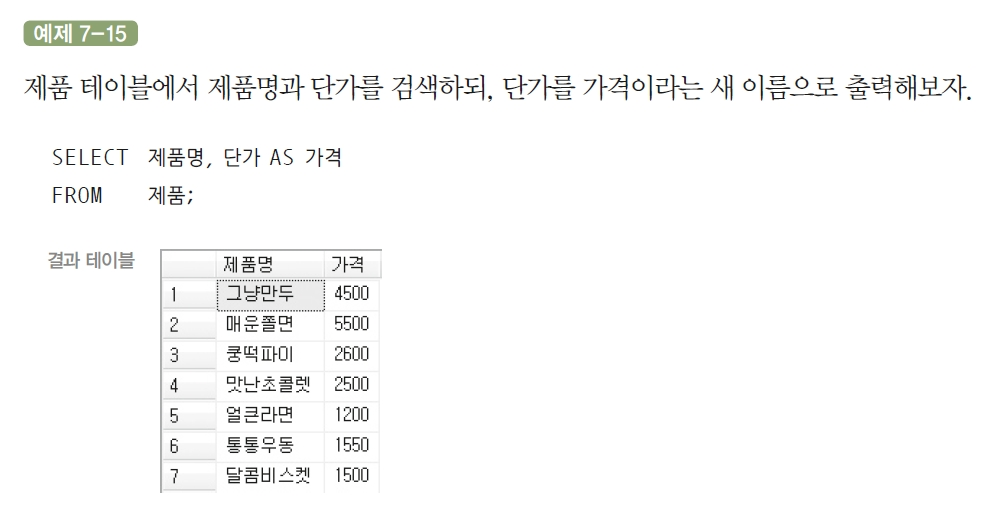 예제 7-15
제품 테이블에서 제품명과 단가를 검색하되, 단가를 가격이라는 새 이름으로 출력해보자.
SELECT 제품명, 단가 AS 가격
FROM 제품;
결과 테이블
제품명 가격
1 그냥만두 4500
2 매운쫄면 5500
3 쿵떡파이 2600
4 맛난초콜렛 2500
5 얼큰라면 1200
6 통통우동 1550
7 달콤비스켓 1500